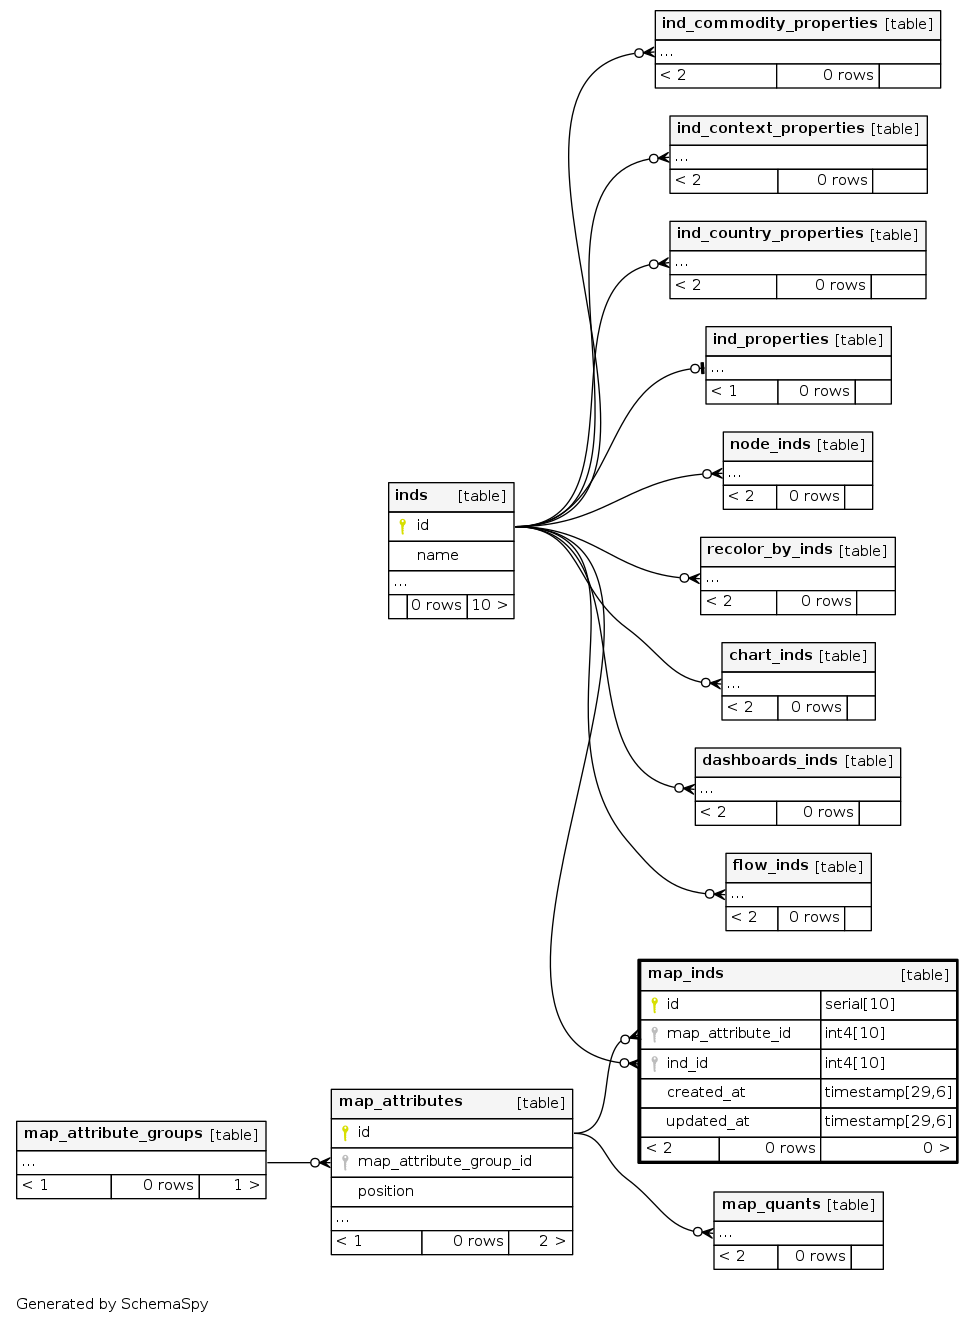 ind_commodity_properties [table]
...
< 2 0 rows
ind_context_properties [table]
...
< 2 0 rows
ind_country_properties [table]
...
< 2 0 rows
ind_properties [table]
...
< 1 0 rows
node_inds [table]
...
< 2 0 rows
inds [table]
id
name
...
0 rows 10 >
recolor_by_inds [table]
...
< 2 0 rows
chart_inds [table]
...
< 2 0 rows
dashboards_inds [table]
...
< 2 0 rows
flow_inds [table]
...
< 2 0 rows
map_inds [table]
id serial[10]
map_attribute_id int4[10]
ind_id int4[10]
created_at timestamp[29,6]
updated_at timestamp[29,6]
< 2 0 rows 0 >
map_attributes [table]
id
map_attribute_group_id
position
...
< 1 0 rows 2 >
map_attribute_groups [table]
...
< 1 0 rows 1 >
map_quants [table]
...
< 2 0 rows
Generated by SchemaSpy